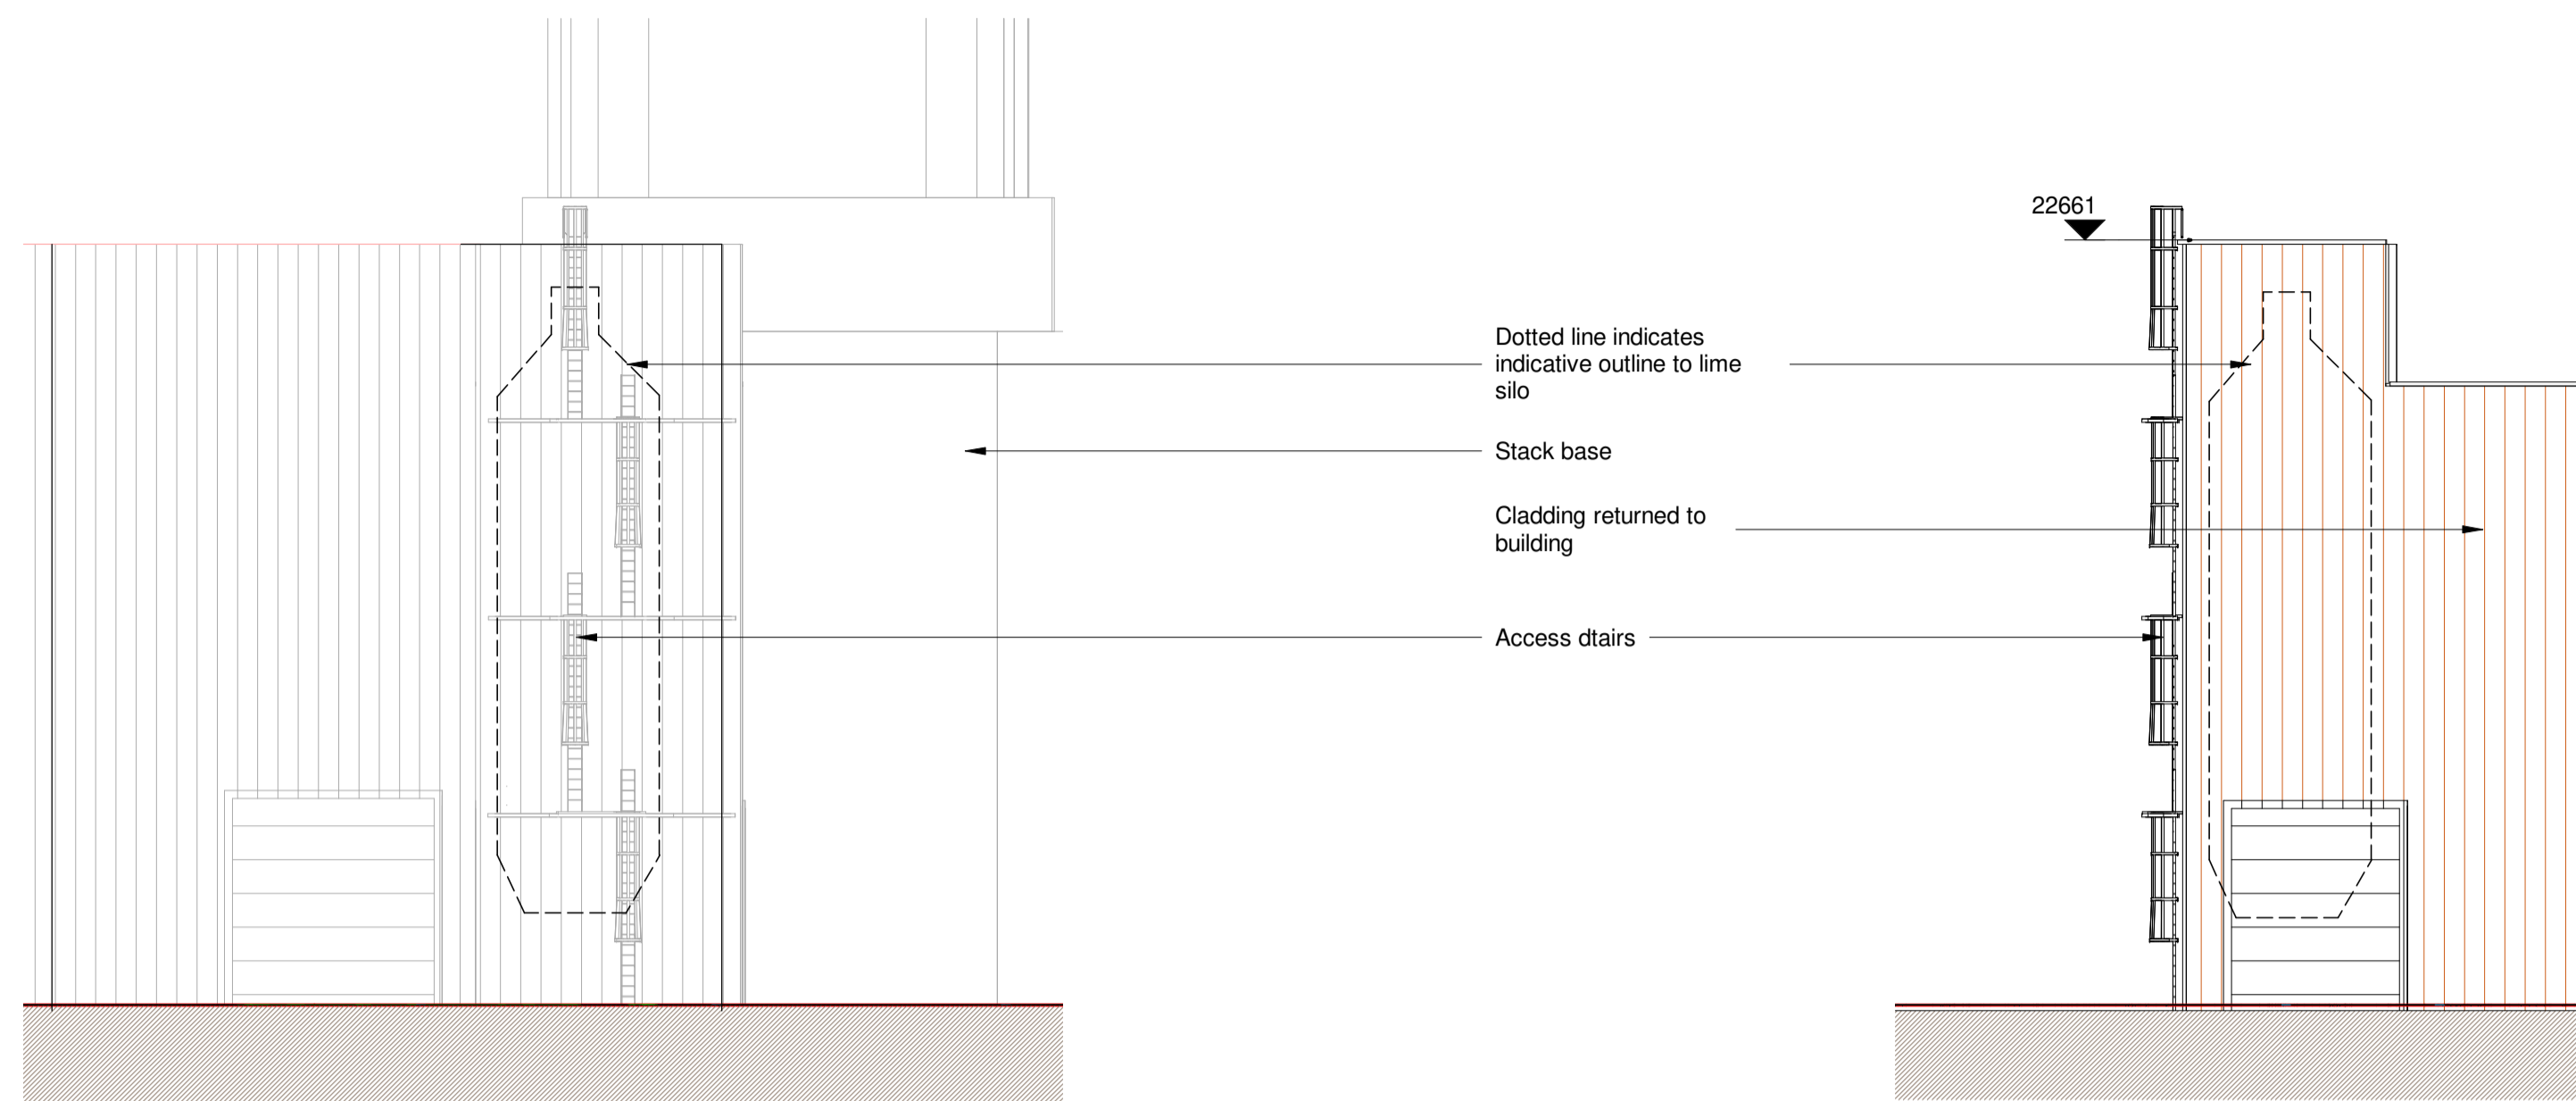 22661
Dotted line indicates
indicative outline to lime
silo
Stack base
Cladding returned to
building
Access dtairs